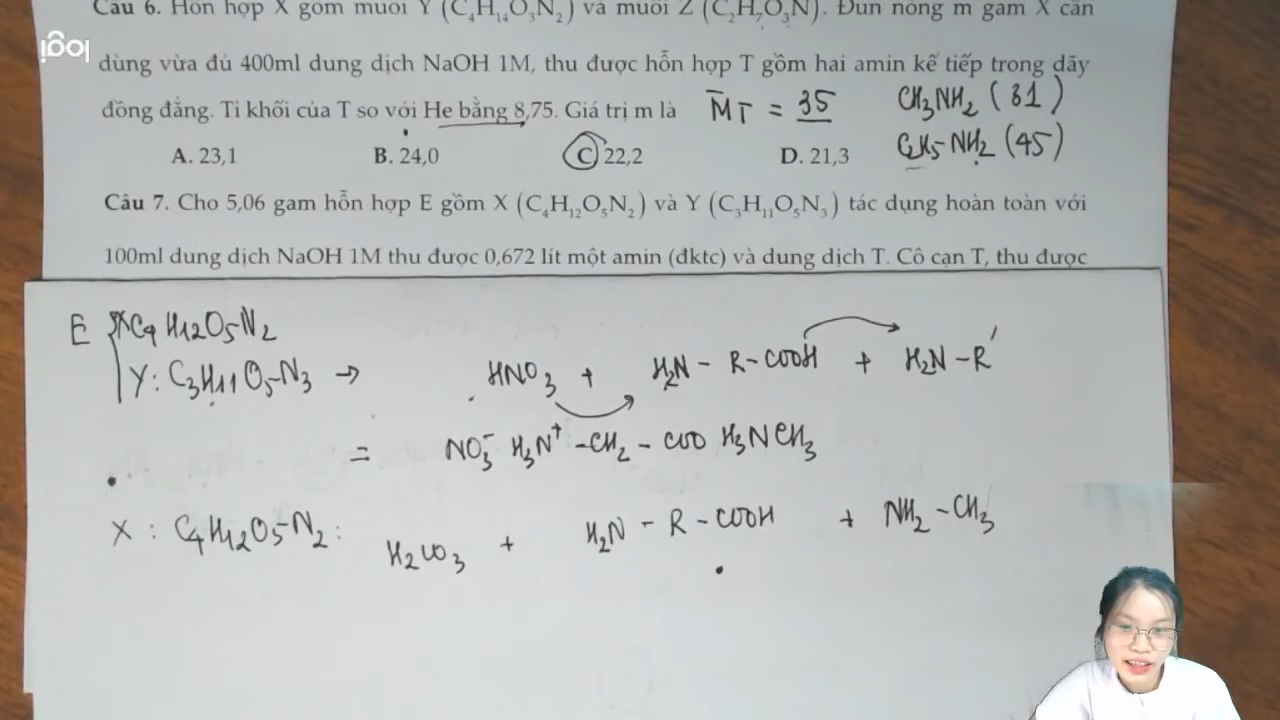 Câu 6. Hỗn hợp X gồm muối Y (C₄H₁₄O₃N₂) và muối Z (C₂H₇O₃N). Đun nóng m gam X cần
logi
dùng vừa đủ 400ml dung dịch NaOH 1M, thu được hỗn hợp T gồm hai amin kế tiếp trong dãy
đồng đẳng. Tỉ khối của T so với He bằng 8,75. Giá trị m là M̄T = 35 CH₃NH₂ (31)
A. 23,1 B. 24,0 C 22,2 D. 21,3 C₂H₅-NH₂ (45)
Câu 7. Cho 5,06 gam hỗn hợp E gồm X (C₄H₁₂O₅N₂) và Y (C₃H₁₁O₅N₃) tác dụng hoàn toàn với
100ml dung dịch NaOH 1M thu được 0,672 lít một amin (đktc) và dung dịch T. Cô cạn T, thu được
E X C₄H₁₂O₅N₂
Y: C₃H₁₁O₅N₃ → HNO₃ + H₂N - R - COOH + H₂N - R'
= NO₃⁻ H₃N⁺ - CH₂ - COO H₃NCH₃
X : C₄H₁₂O₅N₂: H₂CO₃ + H₂N - R - COOH + NH₂ - CH₃